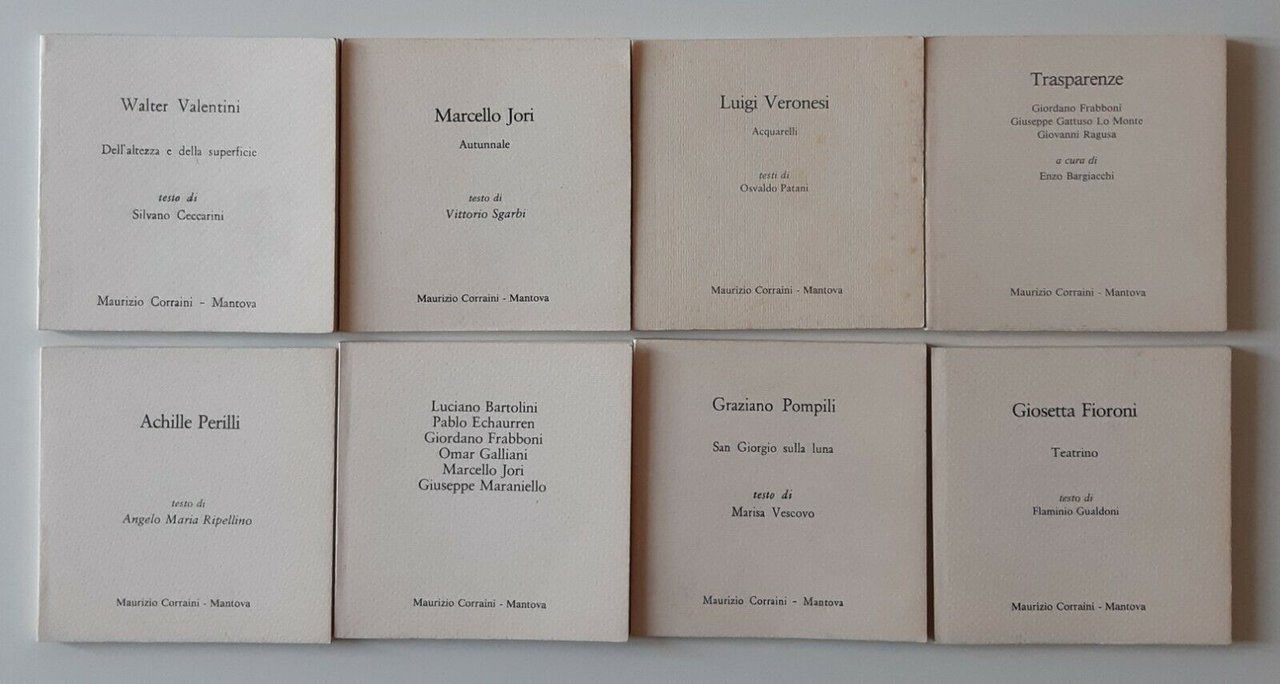 Walter Valentini
Dell'altezza e della superficie
testo di
Silvano Ceccarini
Maurizio Corraini - Mantova
Marcello Jori
Autunnale
testo di
Vittorio Sgarbi
Maurizio Corraini - Mantova
Luigi Veronesi
Acquarelli
testi di
Osvaldo Patani
Maurizio Corraini - Mantova
Trasparenze
Giordano Frabboni
Giuseppe Gattuso Lo Monte
Giovanni Ragusa
a cura di
Enzo Bargiacchi
Maurizio Corraini - Mantova
Achille Perilli
testo di
Angelo Maria Ripellino
Maurizio Corraini - Mantova
Luciano Bartolini
Pablo Echaurren
Giordano Frabboni
Omar Galliani
Marcello Jori
Giuseppe Maraniello
Maurizio Corraini - Mantova
Graziano Pompili
San Giorgio sulla luna
testo di
Marisa Vescovo
Maurizio Corraini - Mantova
Giosetta Fioroni
Teatrino
testo di
Flaminio Gualdoni
Maurizio Corraini - Mantova